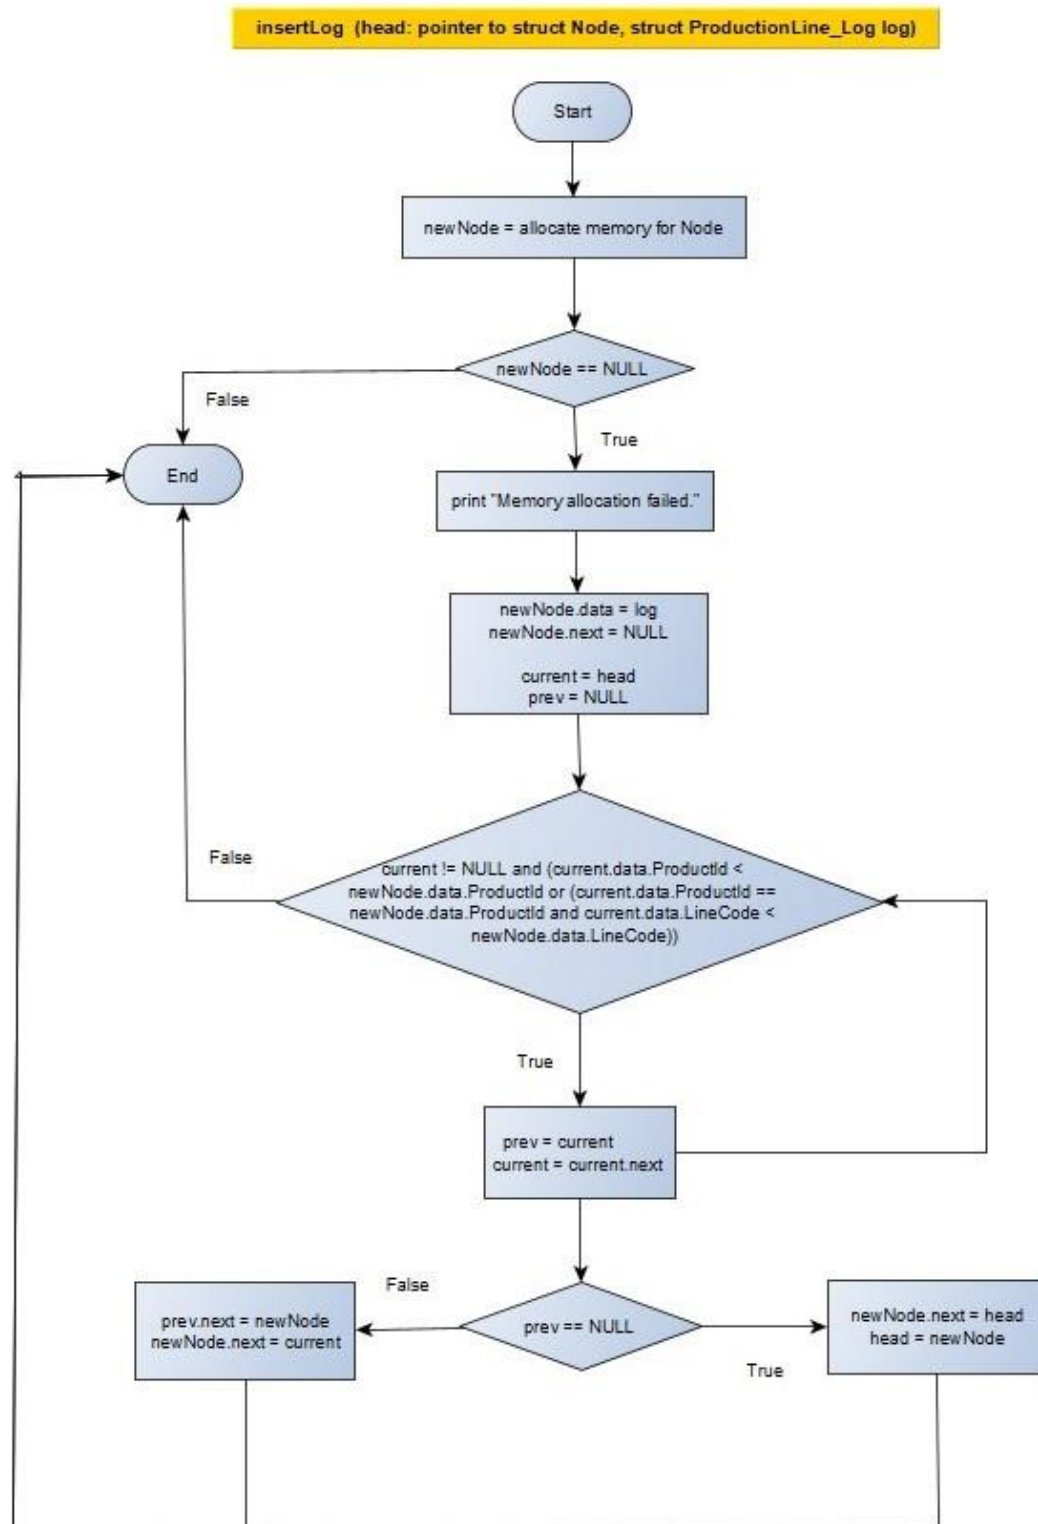 insertLog (head: pointer to struct Node, struct ProductionLine_Log log)
Start
newNode = allocate memory for Node
newNode == NULL
False
True
End
print "Memory allocation failed."
newNode.data = log
newNode.next = NULL
current = head
prev = NULL
False
current != NULL and (current.data.ProductId <
newNode.data.ProductId or (current.data.ProductId ==
newNode.data.ProductId and current.data.LineCode <
newNode.data.LineCode))
True
prev = current
current = current.next
False
prev.next = newNode
newNode.next = current
prev == NULL
True
newNode.next = head
head = newNode